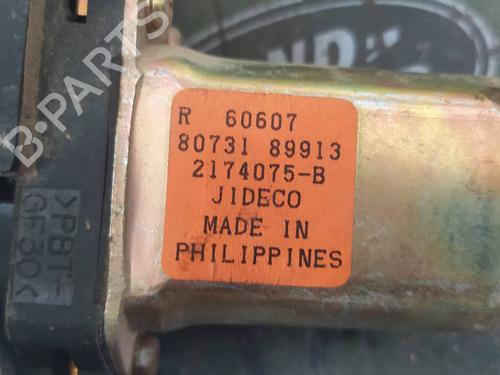 R 60607
80731 89913
2174075-B
JIDECO
MADE IN
PHILIPPINES
>PBT-
GF30<
B-PARTS